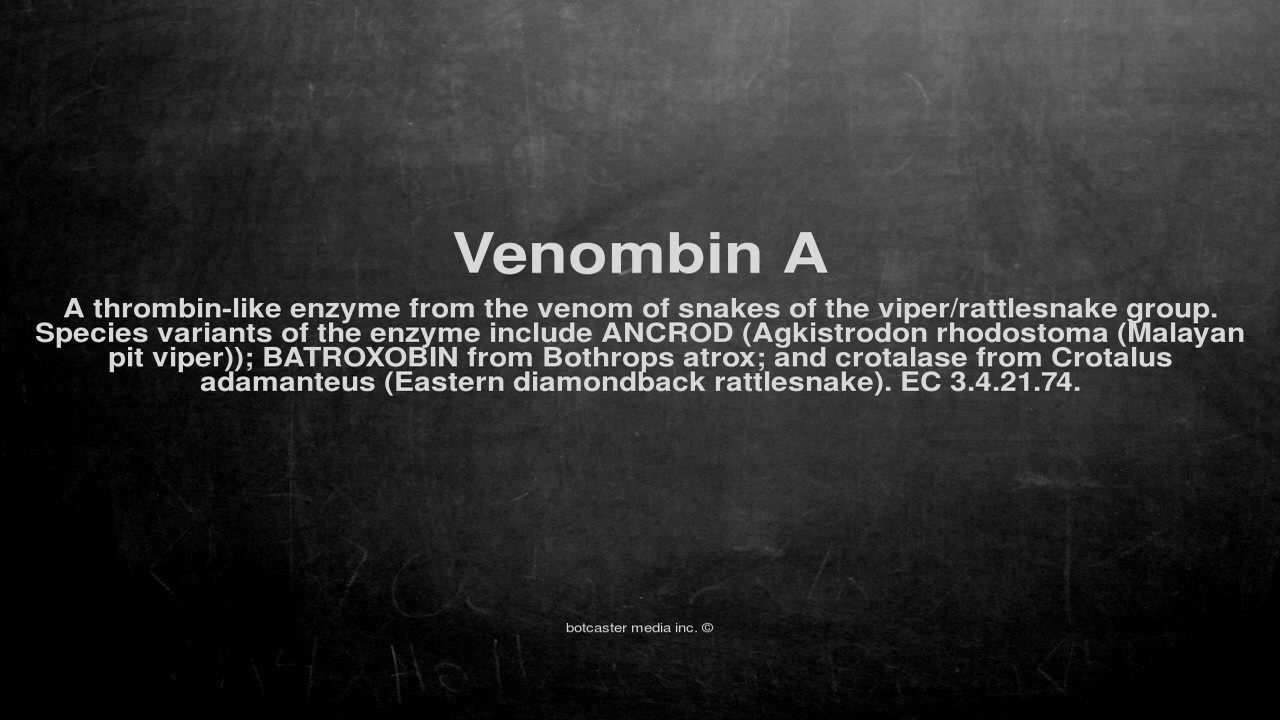 Venombin A
A thrombin-like enzyme from the venom of snakes of the viper/rattlesnake group.
Species variants of the enzyme include ANCROD (Agkistrodon rhodostoma (Malayan
pit viper)); BATROXOBIN from Bothrops atrox; and crotalase from Crotalus
adamanteus (Eastern diamondback rattlesnake). EC 3.4.21.74.
botcaster media inc. ©